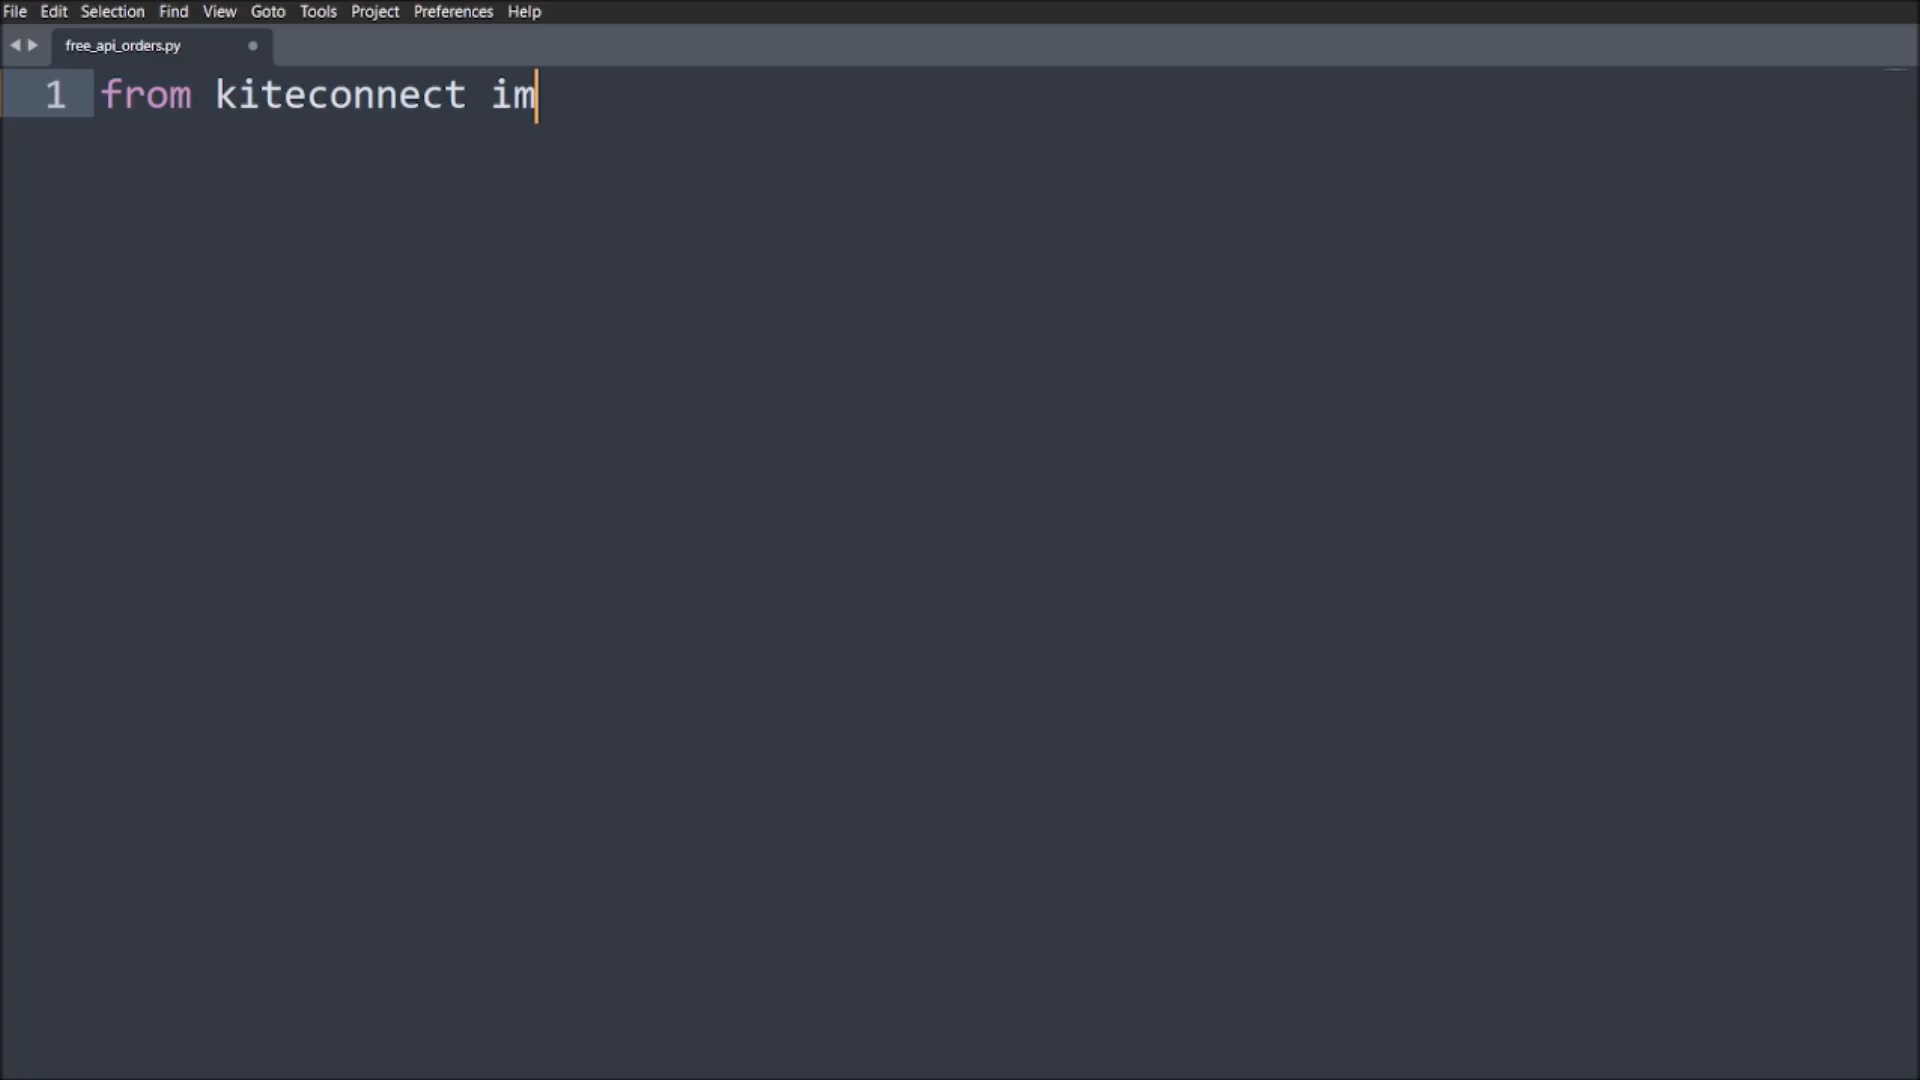 File Edit Selection Find View Goto Tools Project Preferences Help
free_api_orders.py
1 from kiteconnect im